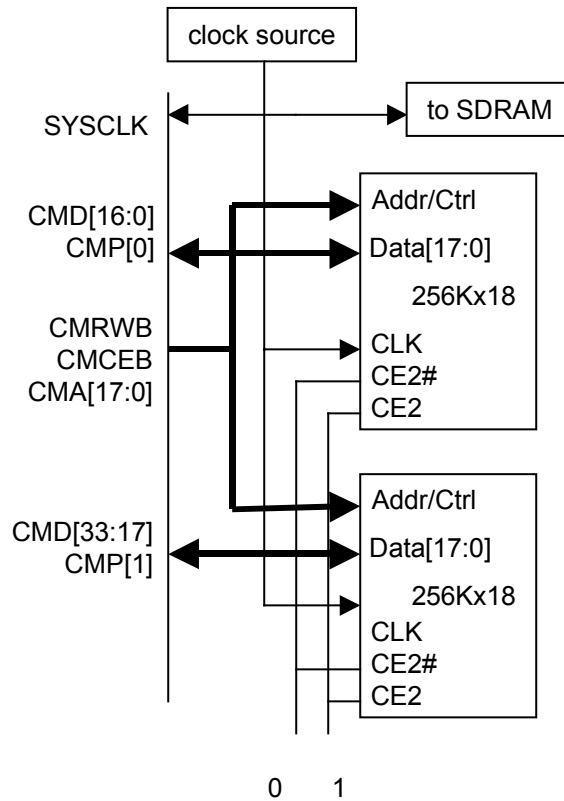 clock source
SYSCLK
to SDRAM
CMD[16:0]
CMP[0]
Addr/Ctrl
Data[17:0]
256Kx18
CMRWB
CMCEB
CMA[17:0]
CLK
CE2#
CE2
CMD[33:17]
CMP[1]
Addr/Ctrl
Data[17:0]
256Kx18
CLK
CE2#
CE2
0 1